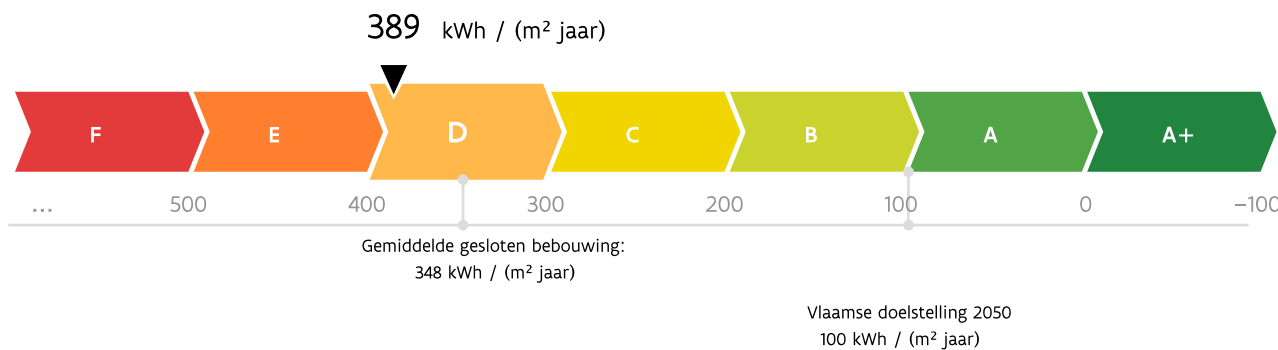 389 kWh / (m² jaar)
F E D C B A A+
... 500 400 300 200 100 0 −100
Gemiddelde gesloten bebouwing:
348 kWh / (m² jaar)
Vlaamse doelstelling 2050
100 kWh / (m² jaar)